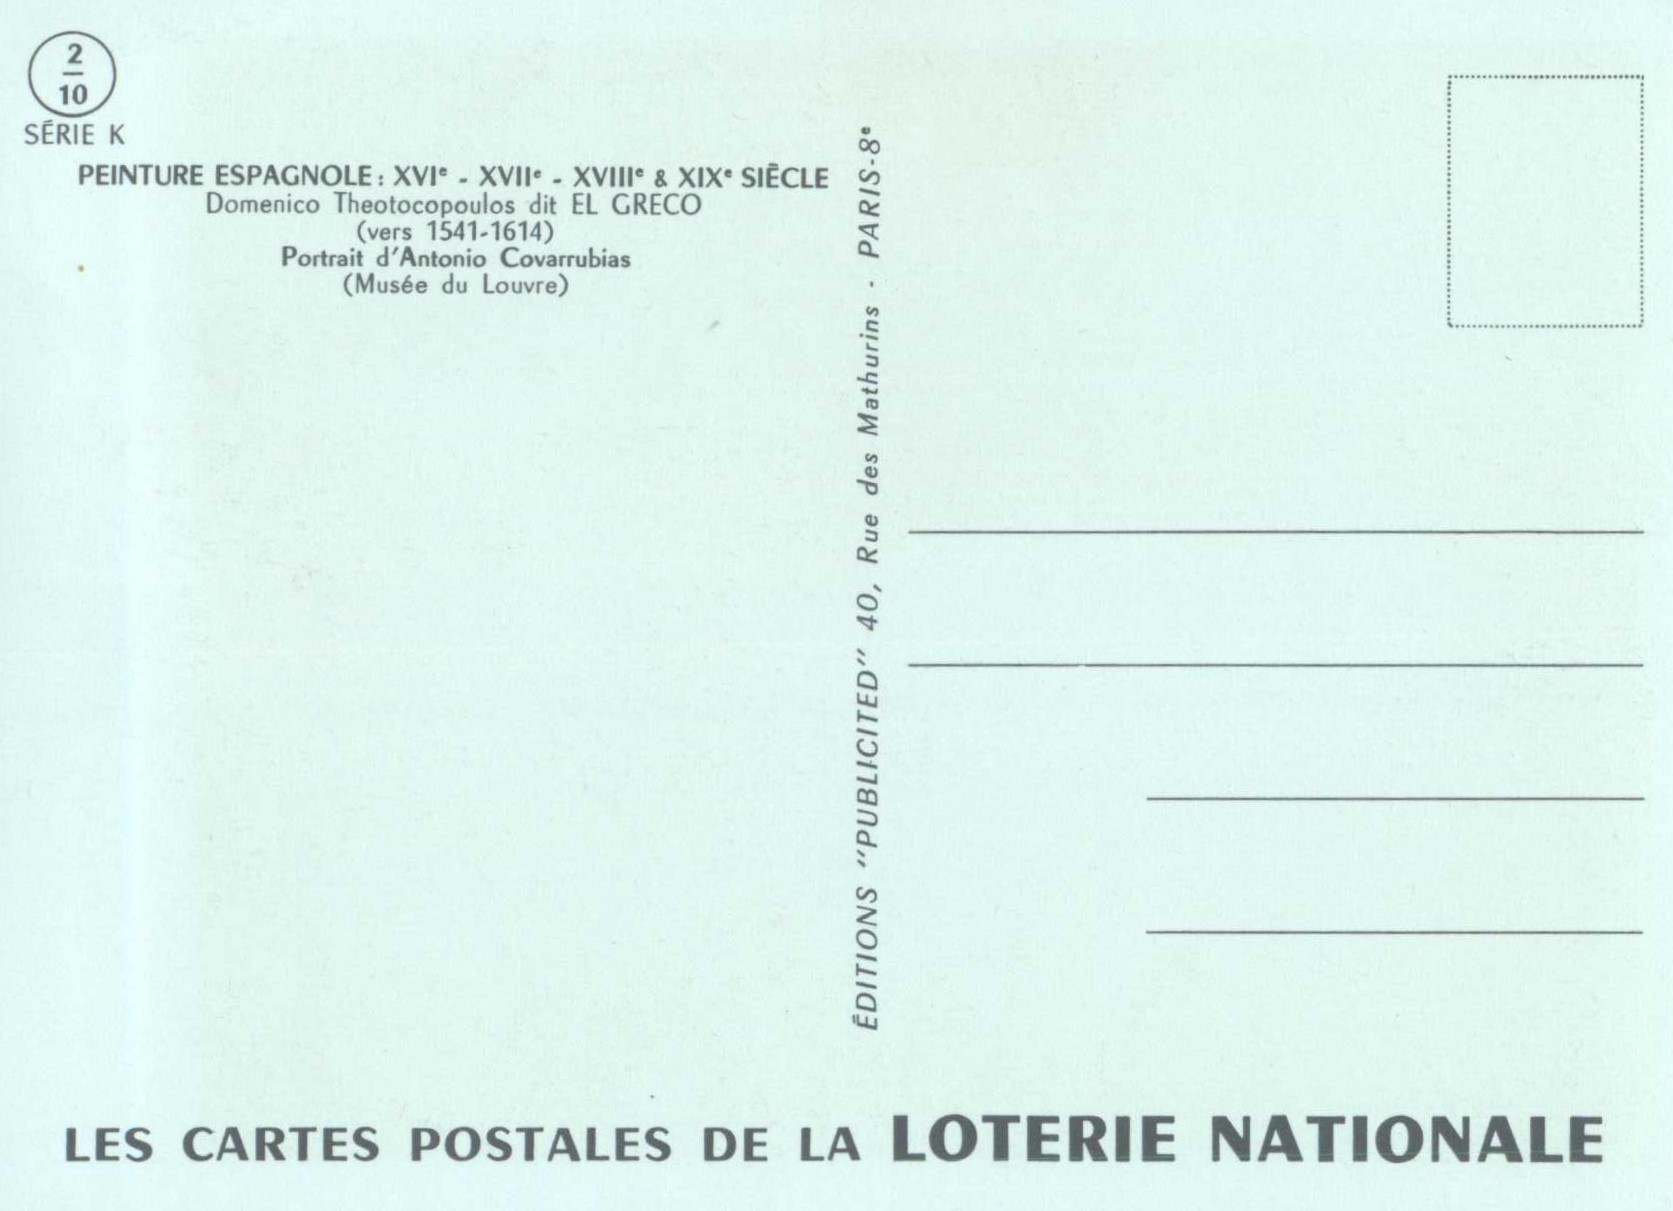 2
10
SÉRIE K
PEINTURE ESPAGNOLE : XVIᵉ - XVIIᵉ - XVIIIᵉ & XIXᵉ SIÈCLE
Domenico Theotocopoulos dit EL GRECO
(vers 1541-1614)
Portrait d'Antonio Covarrubias
(Musée du Louvre)
ÉDITIONS "PUBLICITED" 40, Rue des Mathurins - PARIS-8ᵉ
LES CARTES POSTALES DE LA LOTERIE NATIONALE